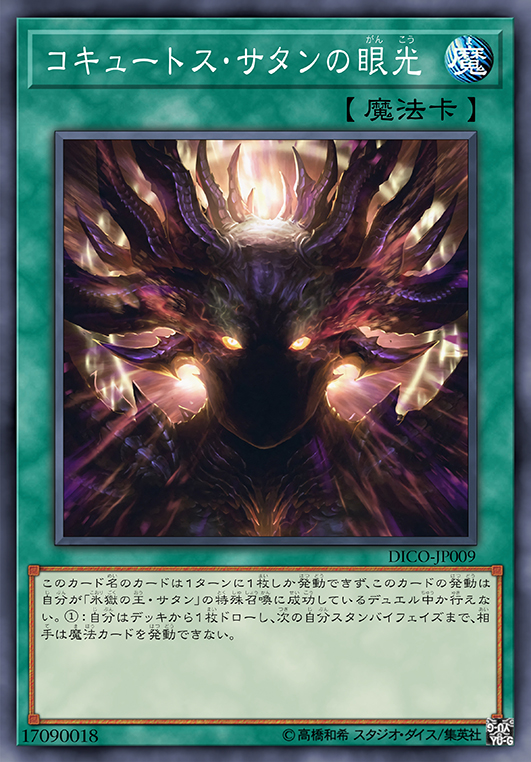 コキュートス・サタンの眼光
魔
【魔法卡】
DICO-JP009
このカード名のカードは1ターンに1枚しか発動できず、このカードの発動は
自分が「氷獄の王・サタン」の特殊召喚に成功しているデュエル中か行えな
い。①：自分はデッキから1枚ドローし、次の自分スタンバイフェイズまで、相
手は魔法カードを発動できない。
17090018
©高橋和希 スタジオ・ダイス/集英社